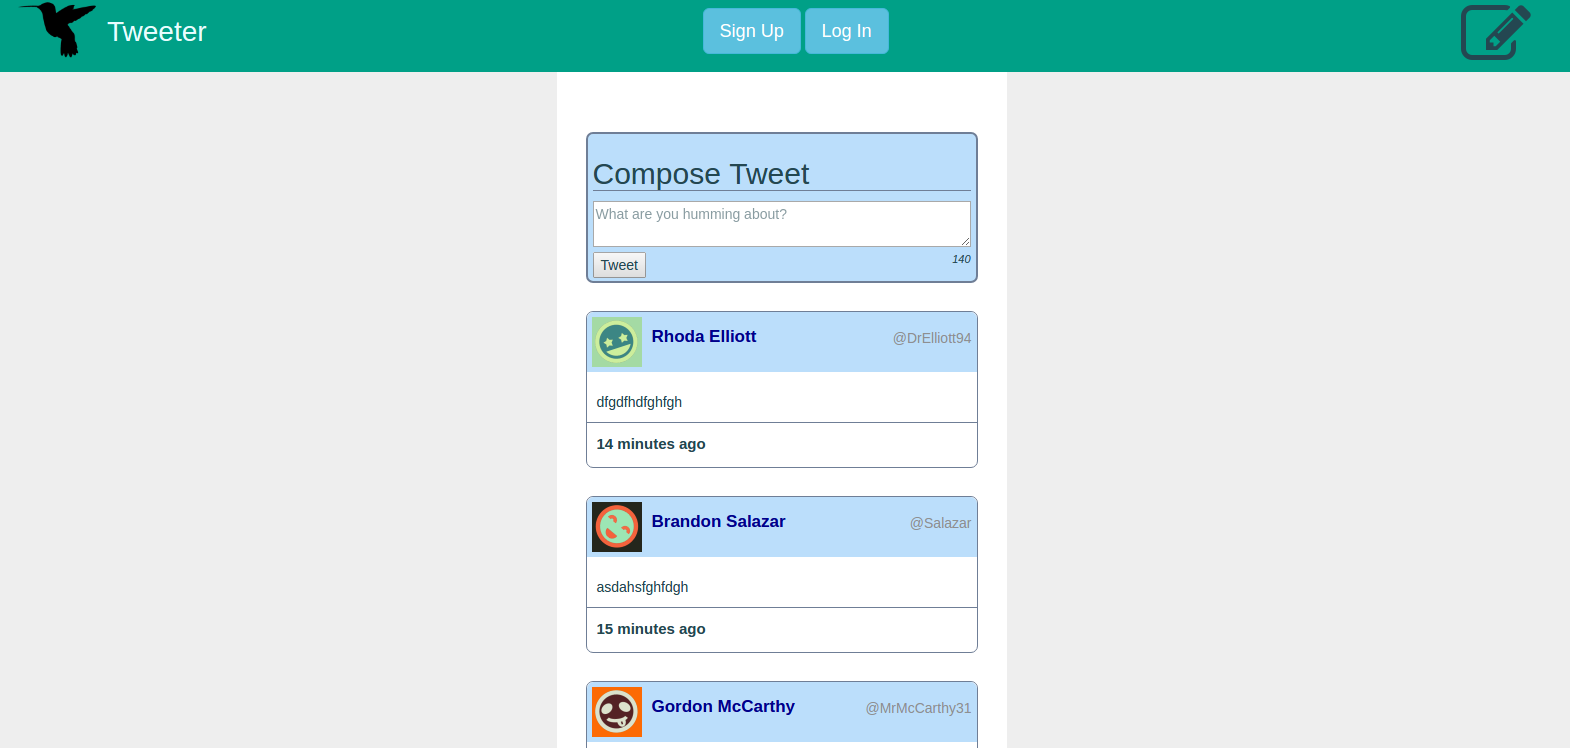 Tweeter
Sign Up
Log In
Compose Tweet
What are you humming about?
Tweet
140
Rhoda Elliott
@DrElliott94
dfgdfhdfghfgh
14 minutes ago
Brandon Salazar
@Salazar
asdahsfghfdgh
15 minutes ago
Gordon McCarthy
@MrMcCarthy31